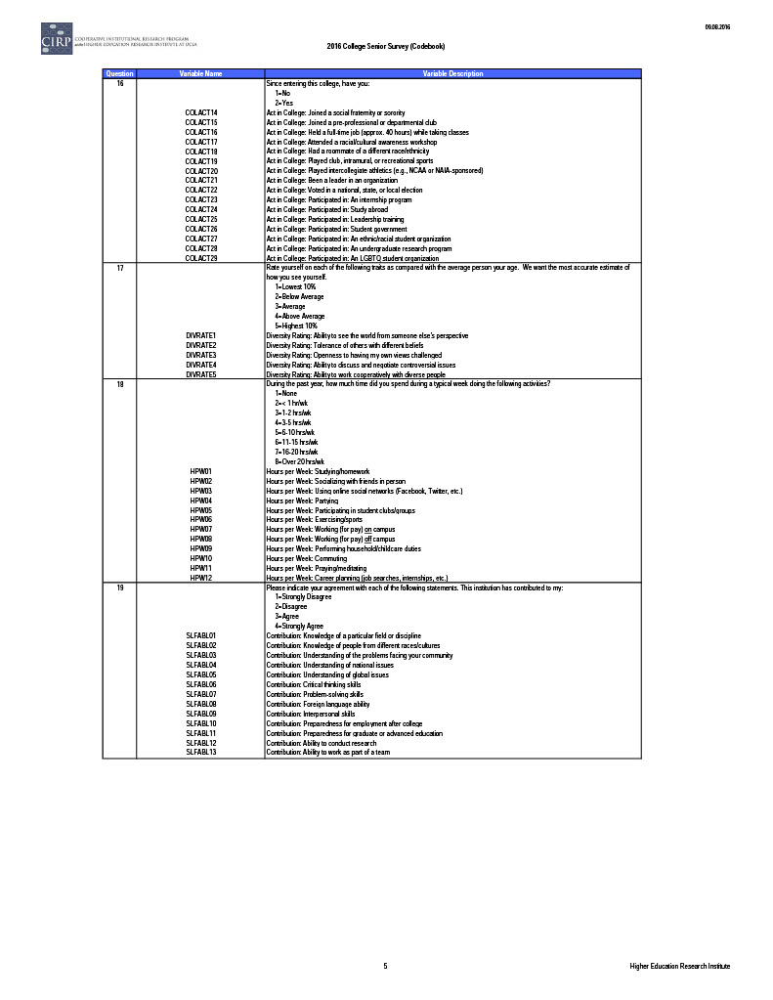 09.08.2016
CIRP COOPERATIVE INSTITUTIONAL RESEARCH PROGRAM
at the HIGHER EDUCATION RESEARCH INSTITUTE AT UCLA
2016 College Senior Survey (Codebook)
Question Variable Name Variable Description
16 Since entering this college, have you:
1=No
2=Yes
COLACT14 Act in College: Joined a social fraternity or sorority
COLACT15 Act in College: Joined a pre-professional or departmental club
COLACT16 Act in College: Held a full-time job (approx. 40 hours) while taking classes
COLACT17 Act in College: Attended a racial/cultural awareness workshop
COLACT18 Act in College: Had a roommate of a different race/ethnicity
COLACT19 Act in College: Played club, intramural, or recreational sports
COLACT20 Act in College: Played intercollegiate athletics (e.g., NCAA or NAIA-sponsored)
COLACT21 Act in College: Been a leader in an organization
COLACT22 Act in College: Voted in a national, state, or local election
COLACT23 Act in College: Participated in: An internship program
COLACT24 Act in College: Participated in: Study abroad
COLACT25 Act in College: Participated in: Leadership training
COLACT26 Act in College: Participated in: Student government
COLACT27 Act in College: Participated in: An ethnic/racial student organization
COLACT28 Act in College: Participated in: An undergraduate research program
COLACT29 Act in College: Participated in: An LGBTQ student organization
17 Rate yourself on each of the following traits as compared with the average person your age. We want the most accurate estimate of
how you see yourself.
1=Lowest 10%
2=Below Average
3=Average
4=Above Average
5=Highest 10%
DIVRATE1 Diversity Rating: Ability to see the world from someone else's perspective
DIVRATE2 Diversity Rating: Tolerance of others with different beliefs
DIVRATE3 Diversity Rating: Openness to having my own views challenged
DIVRATE4 Diversity Rating: Ability to discuss and negotiate controversial issues
DIVRATE5 Diversity Rating: Ability to work cooperatively with diverse people
18 During the past year, how much time did you spend during a typical week doing the following activities?
1=None
2=< 1 hr/wk
3=1-2 hrs/wk
4=3-5 hrs/wk
5=6-10 hrs/wk
6=11-15 hrs/wk
7=16-20 hrs/wk
8=Over 20 hrs/wk
HPW01 Hours per Week: Studying/homework
HPW02 Hours per Week: Socializing with friends in person
HPW03 Hours per Week: Using online social networks (Facebook, Twitter, etc.)
HPW04 Hours per Week: Partying
HPW05 Hours per Week: Participating in student clubs/groups
HPW06 Hours per Week: Exercising/sports
HPW07 Hours per Week: Working (for pay) on campus
HPW08 Hours per Week: Working (for pay) off campus
HPW09 Hours per Week: Performing household/childcare duties
HPW10 Hours per Week: Commuting
HPW11 Hours per Week: Praying/meditating
HPW12 Hours per Week: Career planning (job searches, internships, etc.)
19 Please indicate your agreement with each of the following statements. This institution has contributed to my:
1=Strongly Disagree
2=Disagree
3=Agree
4=Strongly Agree
SLFABL01 Contribution: Knowledge of a particular field or discipline
SLFABL02 Contribution: Knowledge of people from different races/cultures
SLFABL03 Contribution: Understanding of the problems facing your community
SLFABL04 Contribution: Understanding of national issues
SLFABL05 Contribution: Understanding of global issues
SLFABL06 Contribution: Critical thinking skills
SLFABL07 Contribution: Problem-solving skills
SLFABL08 Contribution: Foreign language ability
SLFABL09 Contribution: Interpersonal skills
SLFABL10 Contribution: Preparedness for employment after college
SLFABL11 Contribution: Preparedness for graduate or advanced education
SLFABL12 Contribution: Ability to conduct research
SLFABL13 Contribution: Ability to work as part of a team
5 Higher Education Research Institute